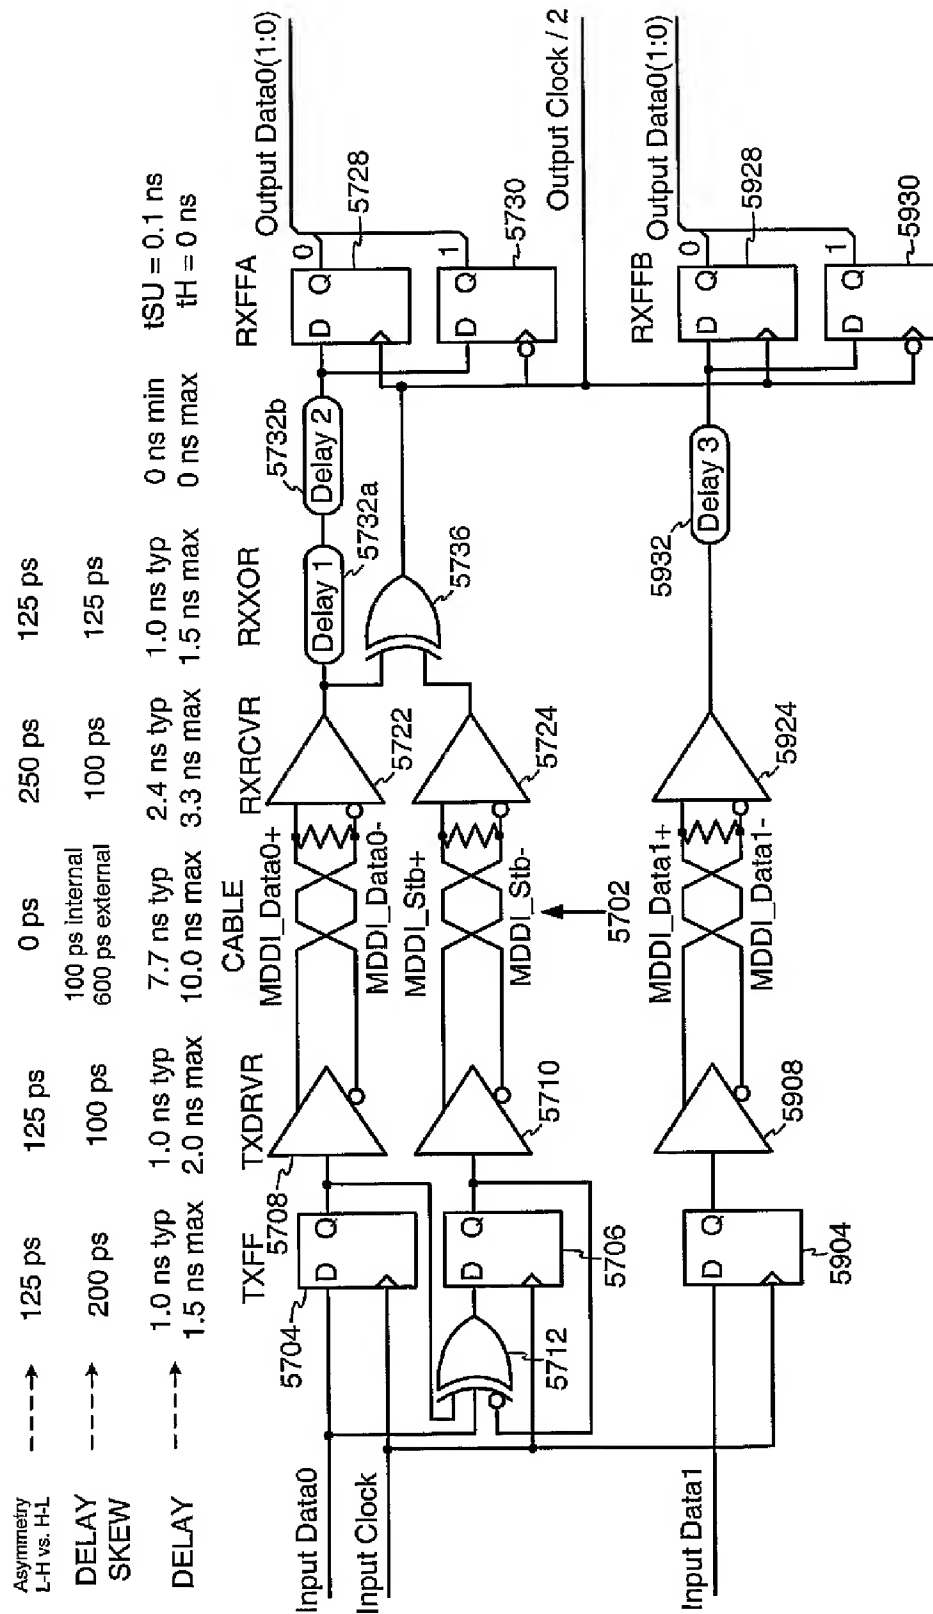 Asymmetry
L-H vs. H-L
125 ps
125 ps
0 ps
250 ps
125 ps
DELAY
SKEW
200 ps
100 ps
100 ps internal
600 ps external
100 ps
125 ps
DELAY
1.0 ns typ
1.5 ns max
1.0 ns typ
2.0 ns max
7.7 ns typ
10.0 ns max
2.4 ns typ
3.3 ns max
1.0 ns typ
1.5 ns max
0 ns min
0 ns max
tSU = 0.1 ns
tH = 0 ns
TXFF
TXDRVR
CABLE
RXRCVR
RXXOR
RXFFA
Input Data0
Input Clock
Input Data1
5704
D
Q
5708
MDDI_Data0+
MDDI_Data0-
5722
Delay 1
5732a
Delay 2
5732b
D
Q
0
5728
Output Data0(1:0)
5712
D
Q
5706
5710
MDDI_Stb+
MDDI_Stb-
5702
5724
5736
D
Q
1
5730
Output Clock / 2
D
Q
5904
5908
MDDI_Data1+
MDDI_Data1-
5924
5932
Delay 3
RXFFB
D
Q
0
5928
Output Data0(1:0)
D
Q
1
5930